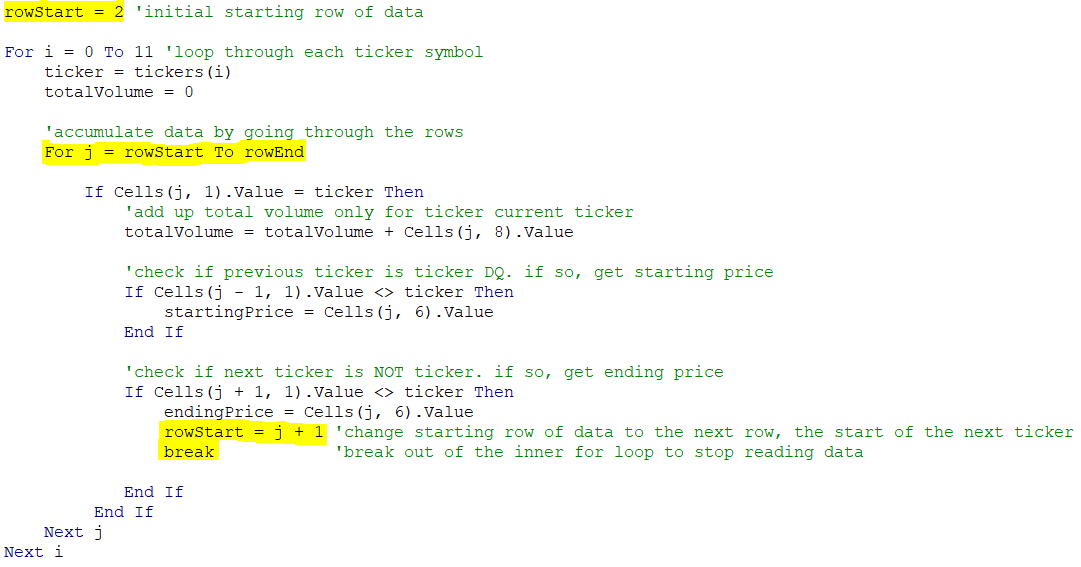 rowStart = 2 'initial starting row of data
For i = 0 To 11 'loop through each ticker symbol
ticker = tickers(i)
totalVolume = 0
'accumulate data by going through the rows
For j = rowStart To rowEnd
If Cells(j, 1).Value = ticker Then
'add up total volume only for ticker current ticker
totalVolume = totalVolume + Cells(j, 8).Value
'check if previous ticker is ticker DQ. if so, get starting price
If Cells(j - 1, 1).Value <> ticker Then
startingPrice = Cells(j, 6).Value
End If
'check if next ticker is NOT ticker. if so, get ending price
If Cells(j + 1, 1).Value <> ticker Then
endingPrice = Cells(j, 6).Value
rowStart = j + 1 'change starting row of data to the next row, the start of the next ticker
break 'break out of the inner for loop to stop reading data
End If
End If
Next j
Next i